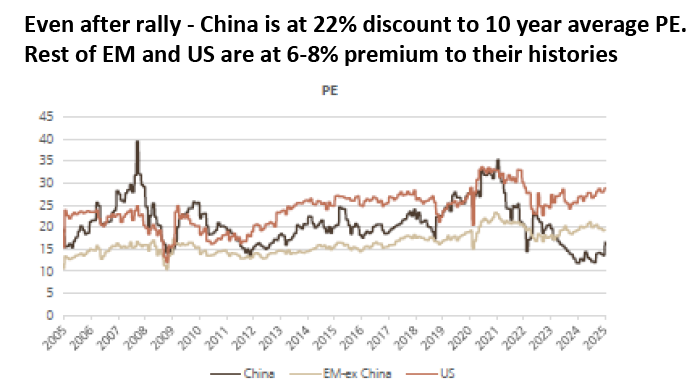 Even after rally - China is at 22% discount to 10 year average PE.
Rest of EM and US are at 6-8% premium to their histories
PE
45
40
35
30
25
20
15
10
5
0
2005 2006 2007 2008 2009 2010 2011 2012 2013 2014 2015 2016 2017 2018 2019 2020 2021 2022 2023 2024 2025
China EM-ex China US